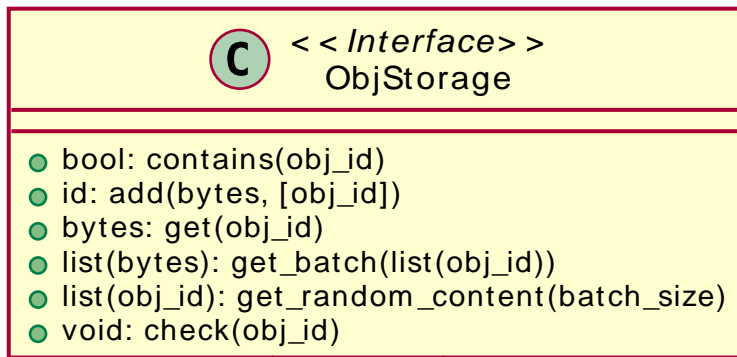 C
<<Interface>>
ObjStorage
bool: contains(obj_id)
id: add(bytes, [obj_id])
bytes: get(obj_id)
list(bytes): get_batch(list(obj_id))
list(obj_id): get_random_content(batch_size)
void: check(obj_id)